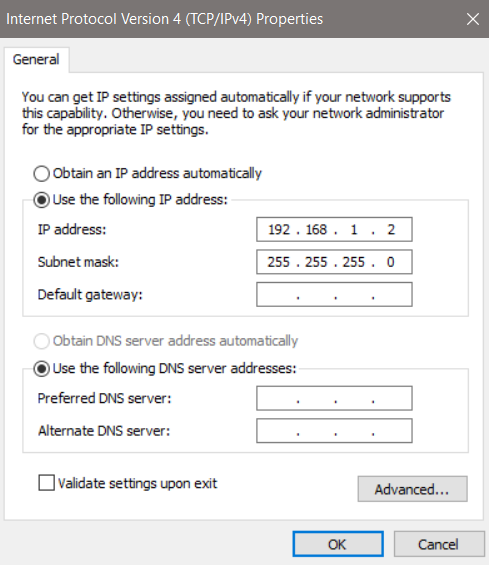 Internet Protocol Version 4 (TCP/IPv4) Properties
General
You can get IP settings assigned automatically if your network supports
this capability. Otherwise, you need to ask your network administrator
for the appropriate IP settings.
Obtain an IP address automatically
Use the following IP address:
IP address: 192 . 168 . 1 . 2
Subnet mask: 255 . 255 . 255 . 0
Default gateway: . . .
Obtain DNS server address automatically
Use the following DNS server addresses:
Preferred DNS server: . . .
Alternate DNS server: . . .
Validate settings upon exit
Advanced...
OK Cancel